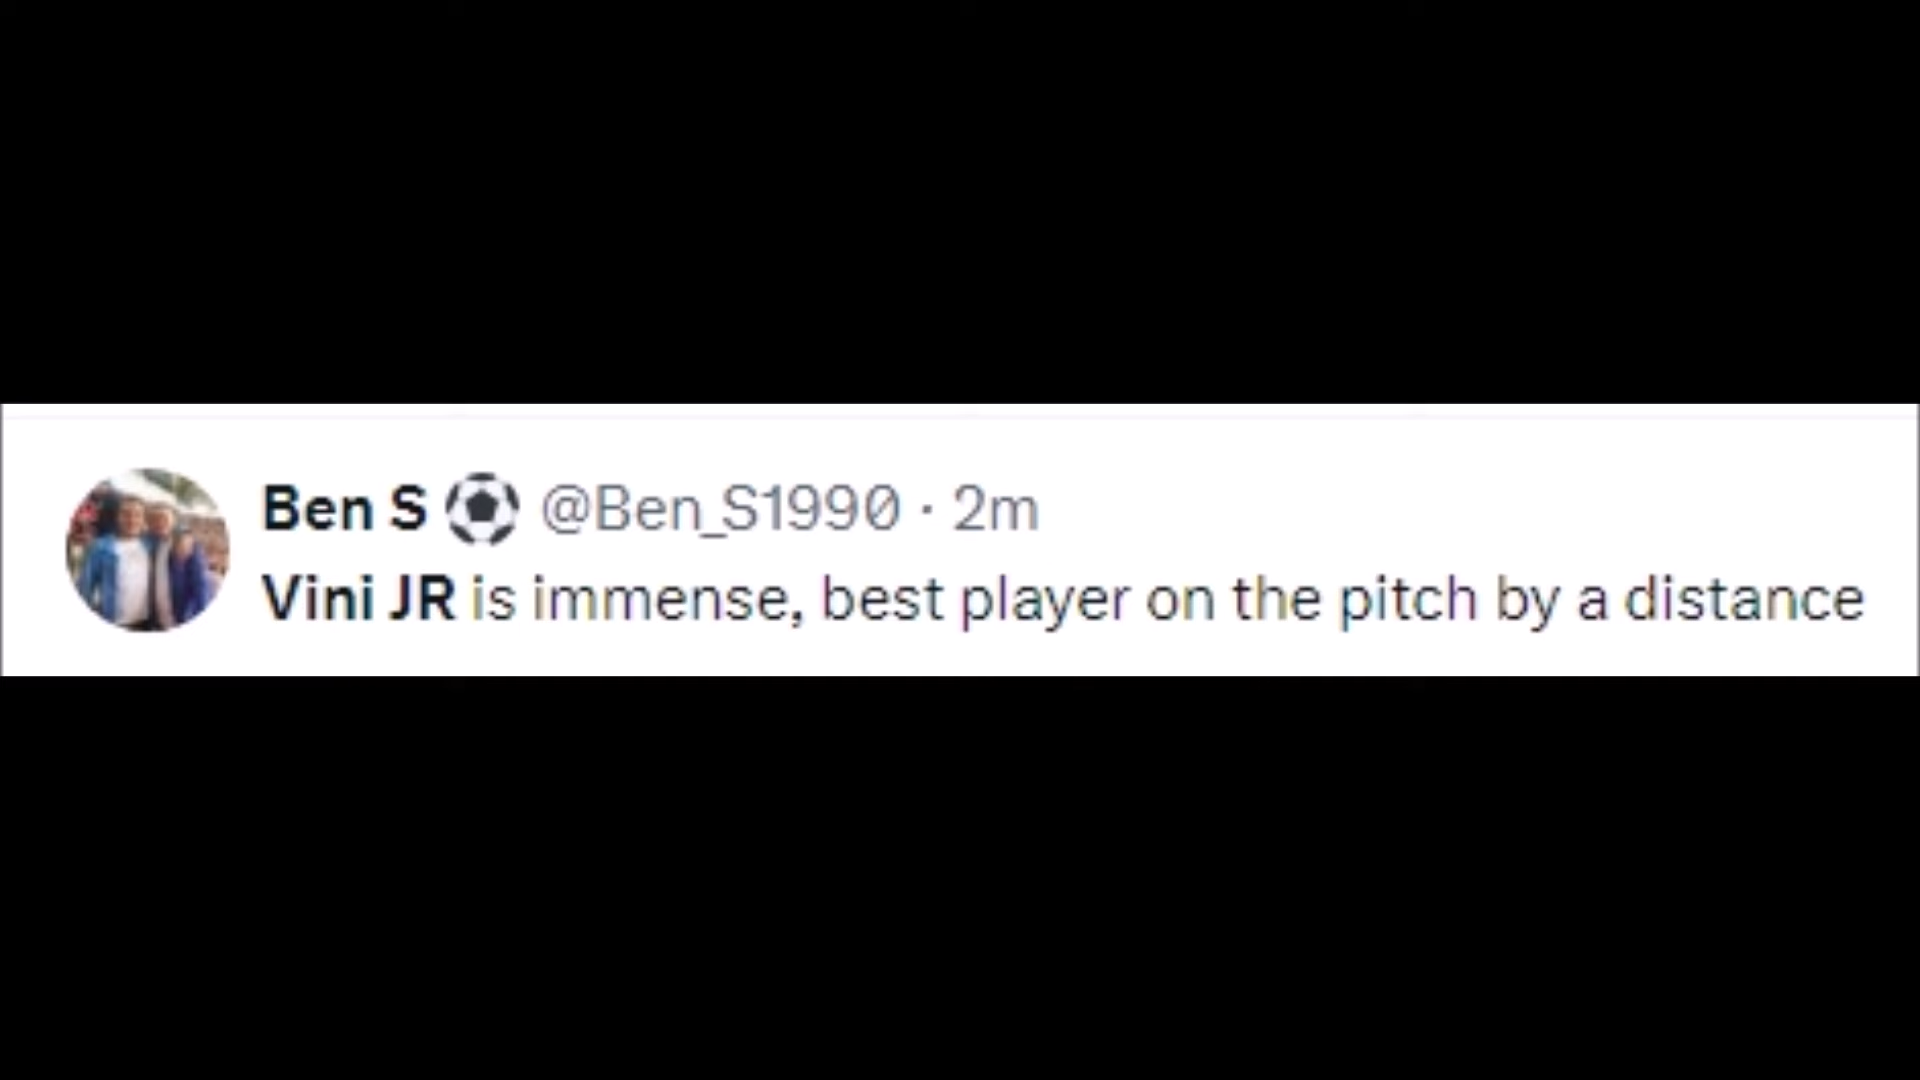 Ben S ⚽ @Ben_S1990 · 2m
Vini JR is immense, best player on the pitch by a distance